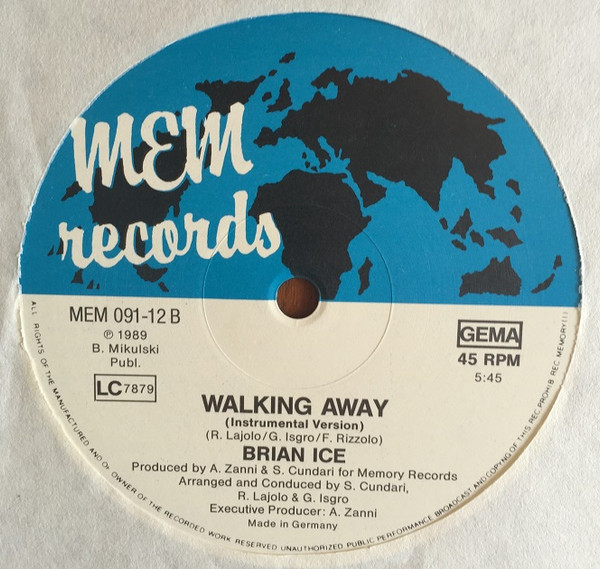 MEM
records
MEM 091-12 B
℗ 1989
B. Mikulski
Publ.
LC 7879
GEMA
45 RPM
5:45
WALKING AWAY
(Instrumental Version)
(R. Lajolo/G. Isgro/F. Rizzolo)
BRIAN ICE
Produced by A. Zanni & S. Cundari for Memory Records
Arranged and Conduced by S. Cundari,
R. Lajolo & G. Isgro
Executive Producer: A. Zanni
Made in Germany
ALL RIGHTS OF THE MANUFACTURED AND OF OWNER OF THE RECORDED WORK RESERVED UNAUTHORIZED PUBLIC PERFORMANCE BROADCAST AND COPYING OF THIS REC PROHIB REC MEMORY!!!